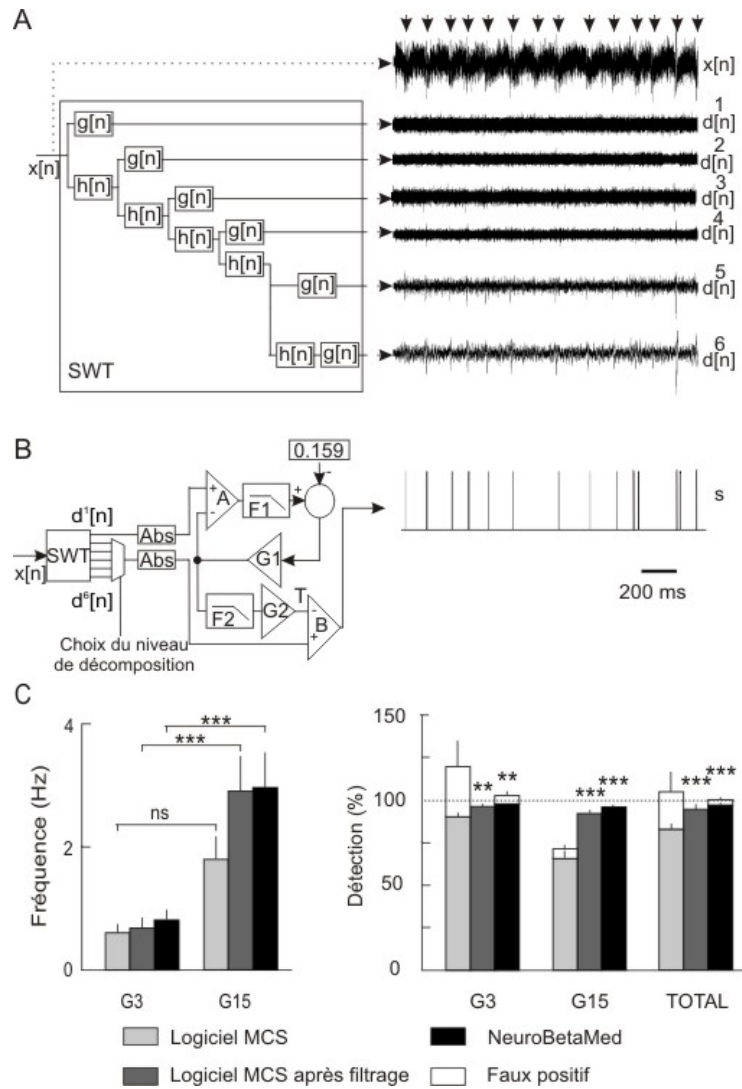 A
x[n]
g[n]
1
d[n]
x[n]
g[n]
2
d[n]
h[n]
g[n]
3
d[n]
h[n]
g[n]
4
d[n]
h[n]
h[n]
g[n]
5
d[n]
h[n]
g[n]
6
d[n]
SWT
B
0.159
d¹[n]
Abs
+
-
A
F1
+
-
s
SWT
x[n]
Abs
G1
d⁶[n]
F2
G2
T
-
+
B
200 ms
Choix du niveau
de décomposition
C
Fréquence (Hz)
4
2
0
ns
***
***
G3
G15
Détection (%)
150
100
50
0
**
**
***
***
***
***
G3
G15
TOTAL
Logiciel MCS
NeuroBetaMed
Logiciel MCS après filtrage
Faux positif